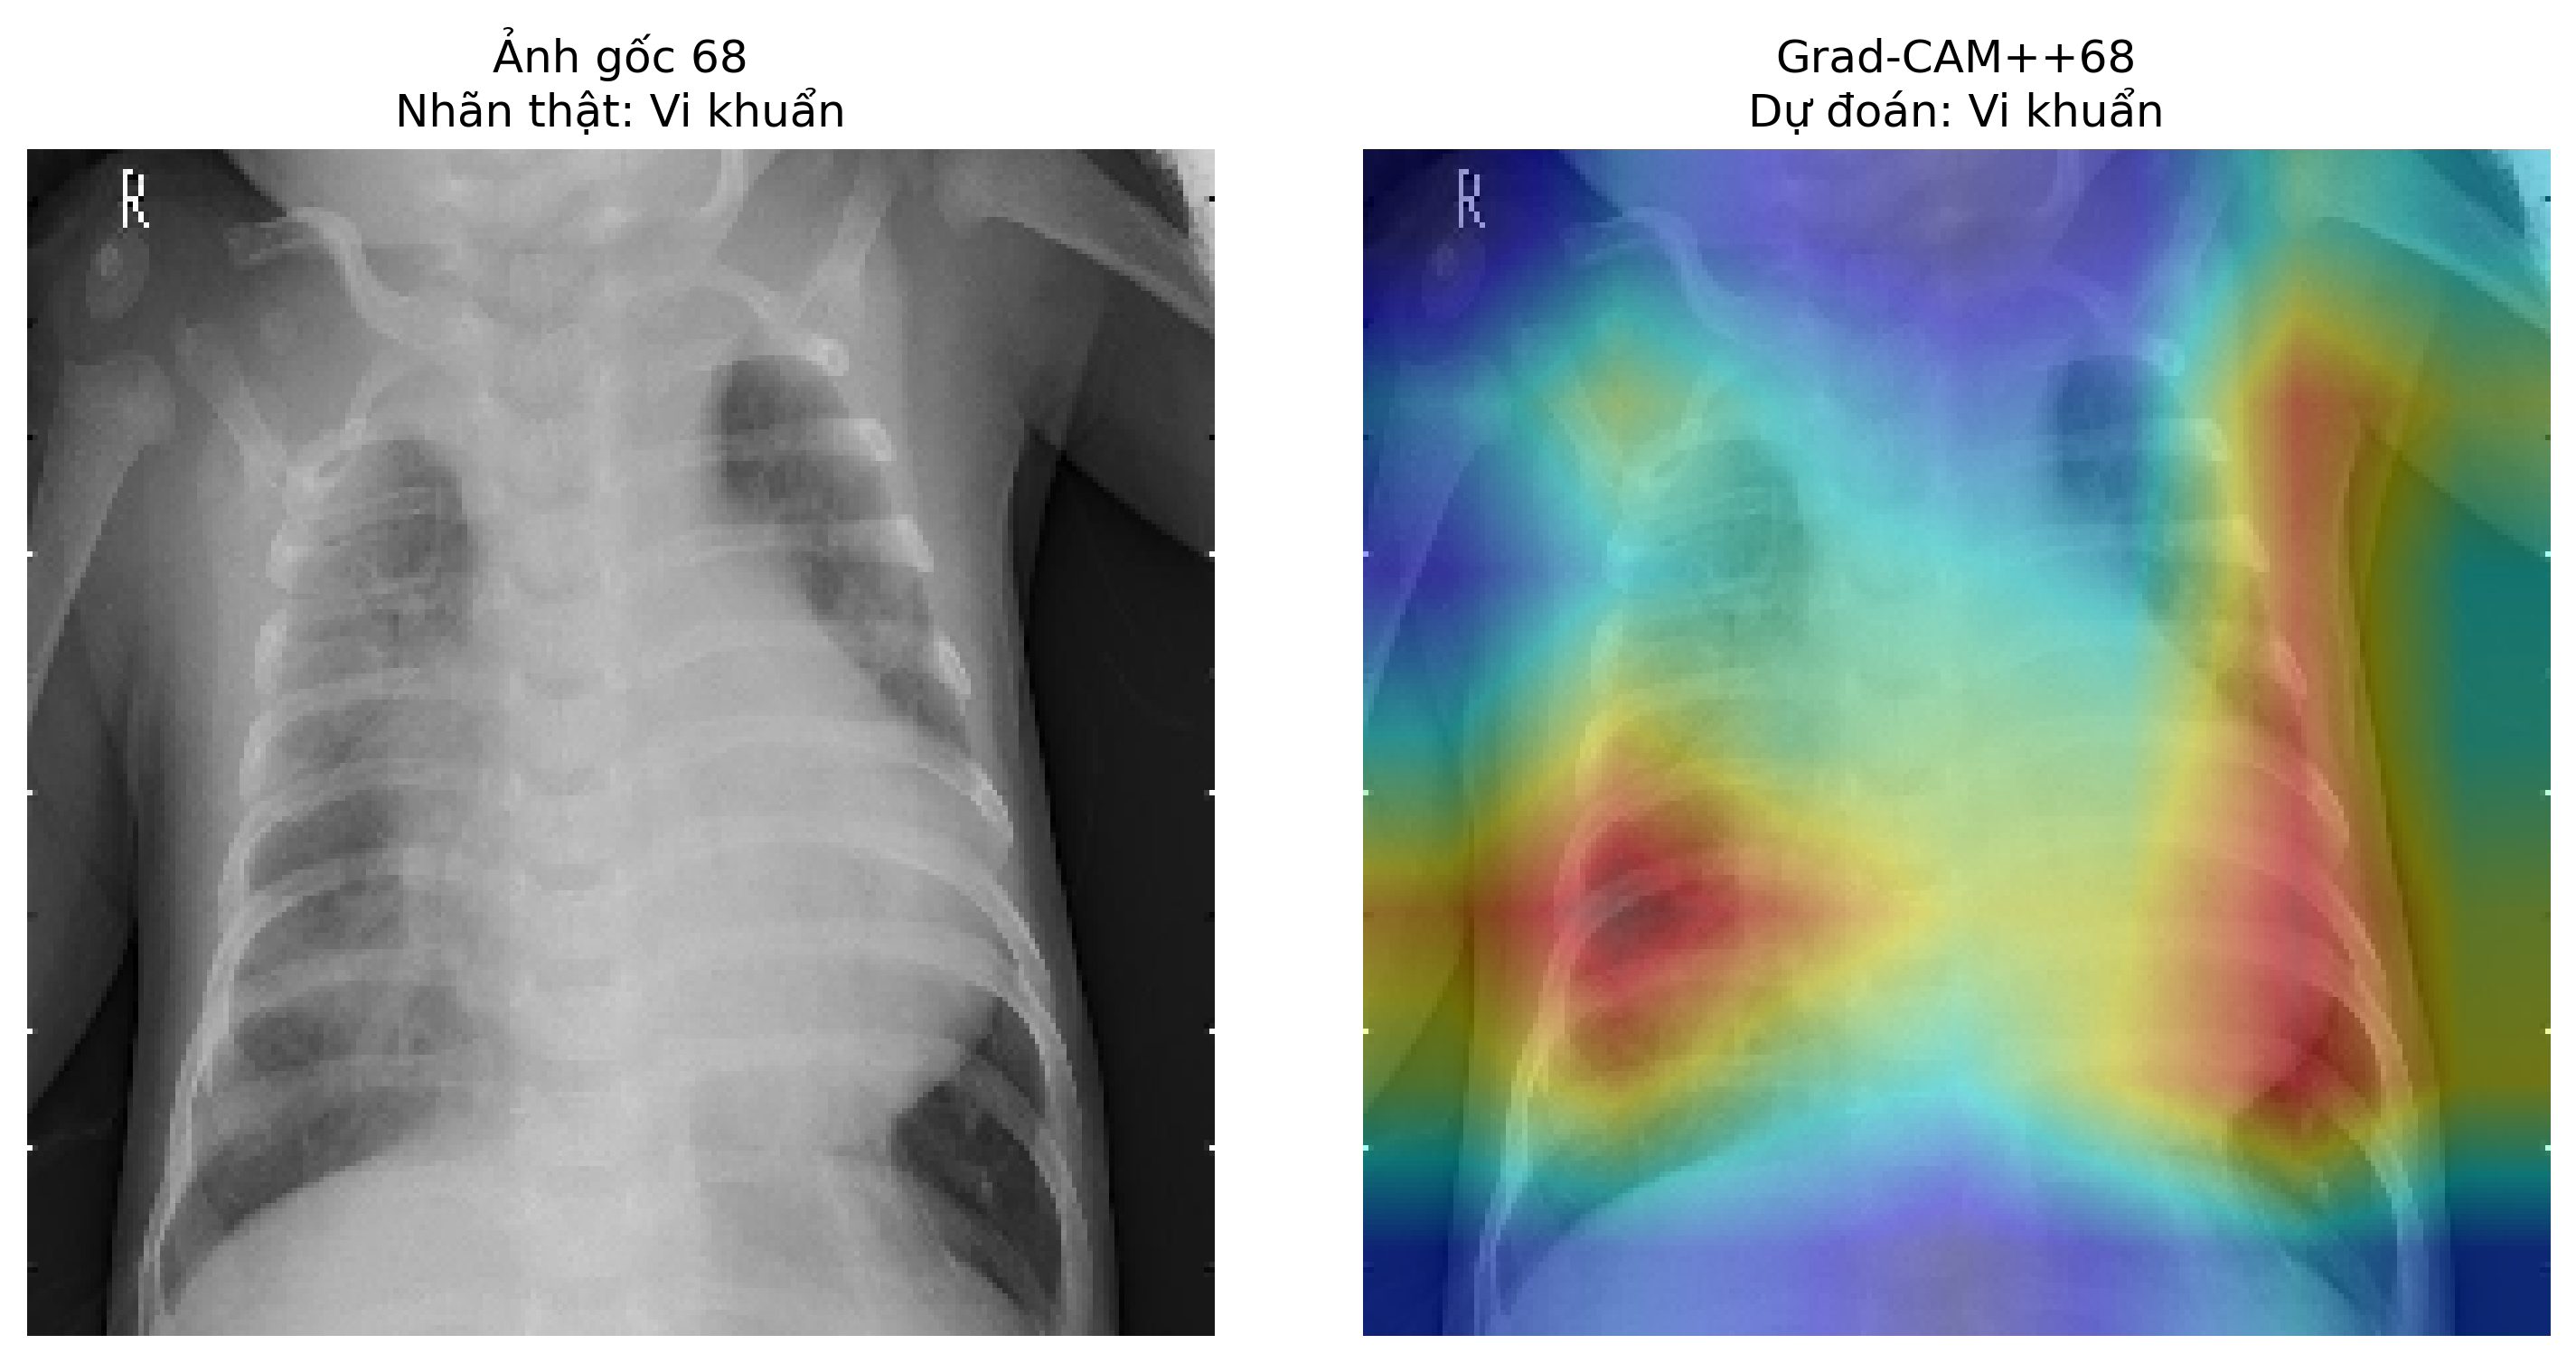 Ảnh gốc 68
Nhãn thật: Vi khuẩn
Grad-CAM++68
Dự đoán: Vi khuẩn
R
R